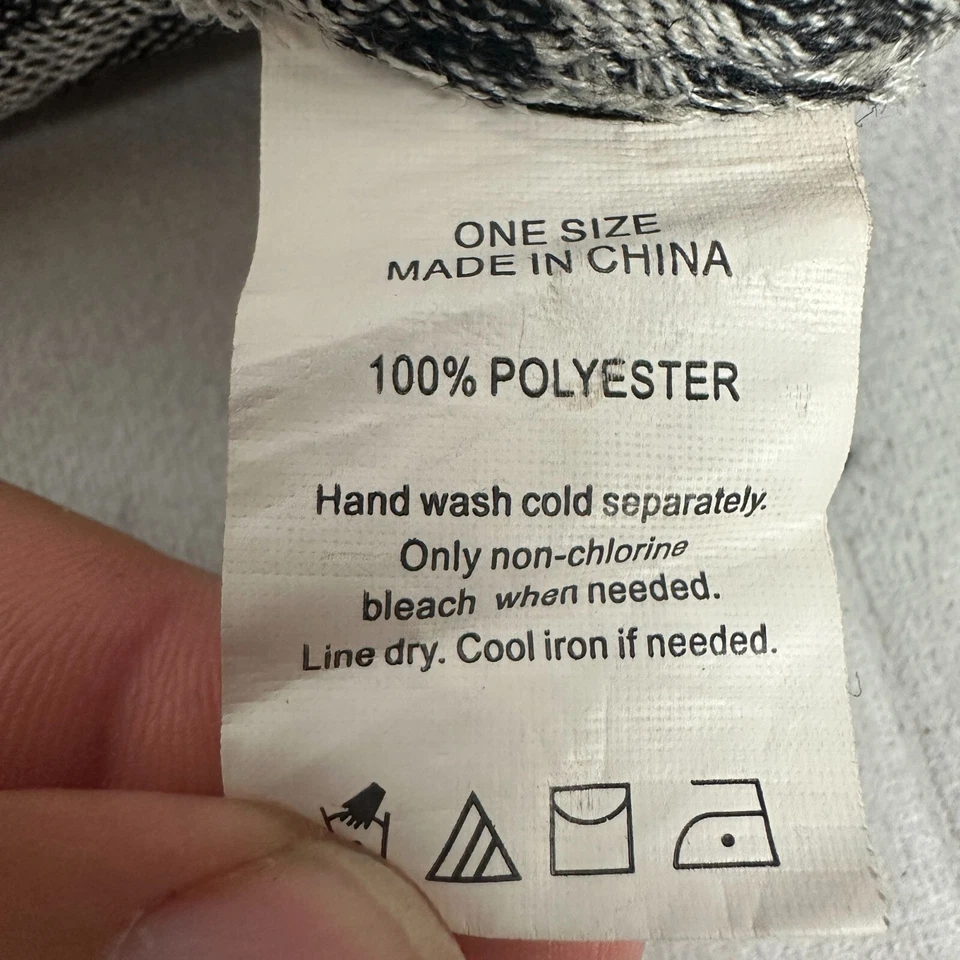 ONE SIZE
MADE IN CHINA
100% POLYESTER
Hand wash cold separately.
Only non-chlorine
bleach when needed.
Line dry. Cool iron if needed.